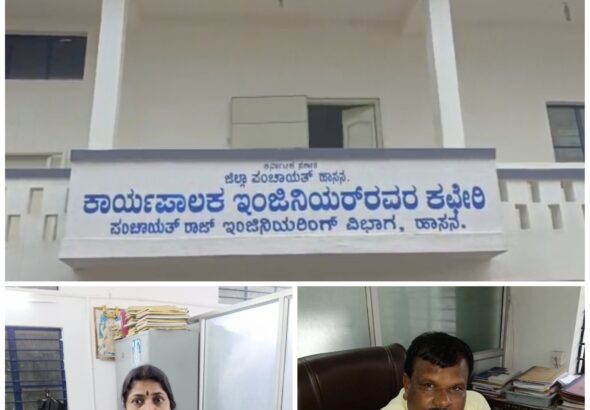 ಕರ್ನಾಟಕ ಸರ್ಕಾರ
ಜಿಲ್ಲಾ ಪಂಚಾಯತ್ ಹಾಸನ.
ಕಾರ್ಯಪಾಲಕ ಇಂಜಿನಿಯರ್‌ರವರ ಕಛೇರಿ
ಪಂಚಾಯತ್ ರಾಜ್ ಇಂಜಿನಿಯರಿಂಗ್ ವಿಭಾಗ, ಹಾಸನ.